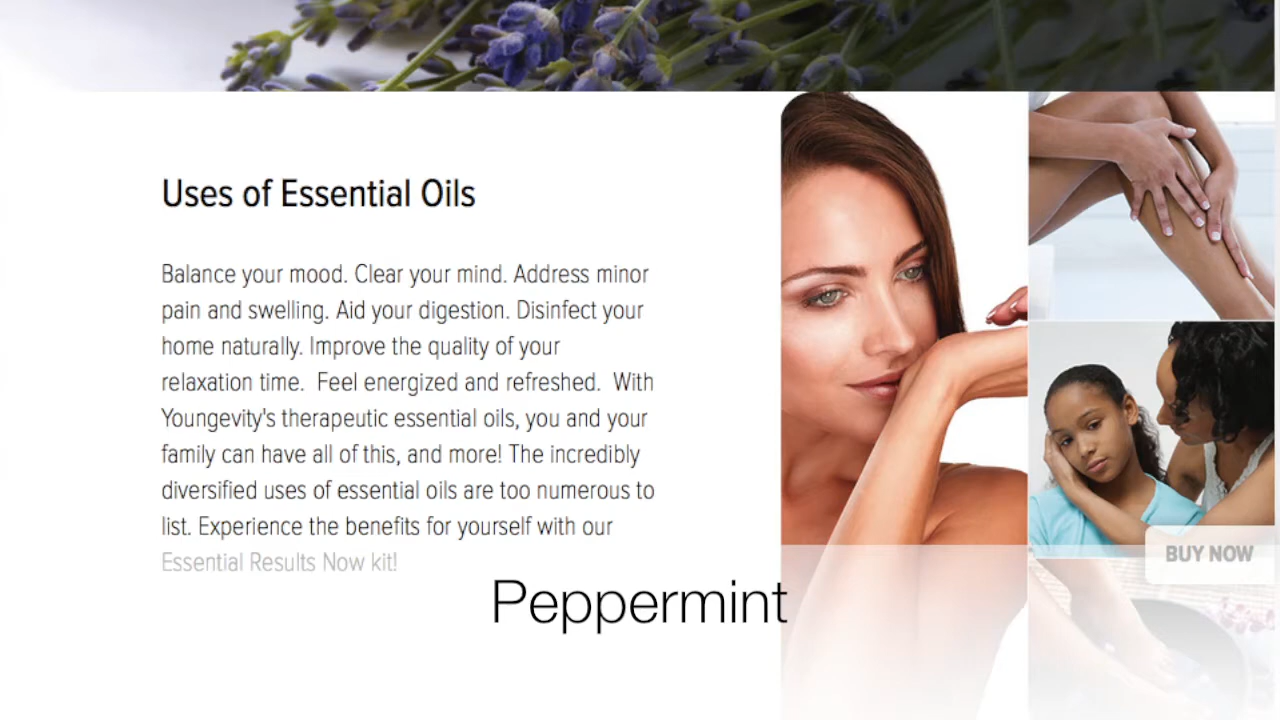 Uses of Essential Oils
Balance your mood. Clear your mind. Address minor
pain and swelling. Aid your digestion. Disinfect your
home naturally. Improve the quality of your
relaxation time.  Feel energized and refreshed.  With
Youngevity's therapeutic essential oils, you and your
family can have all of this, and more! The incredibly
diversified uses of essential oils are too numerous to
list. Experience the benefits for yourself with our
Essential Results Now kit!
BUY NOW
Peppermint